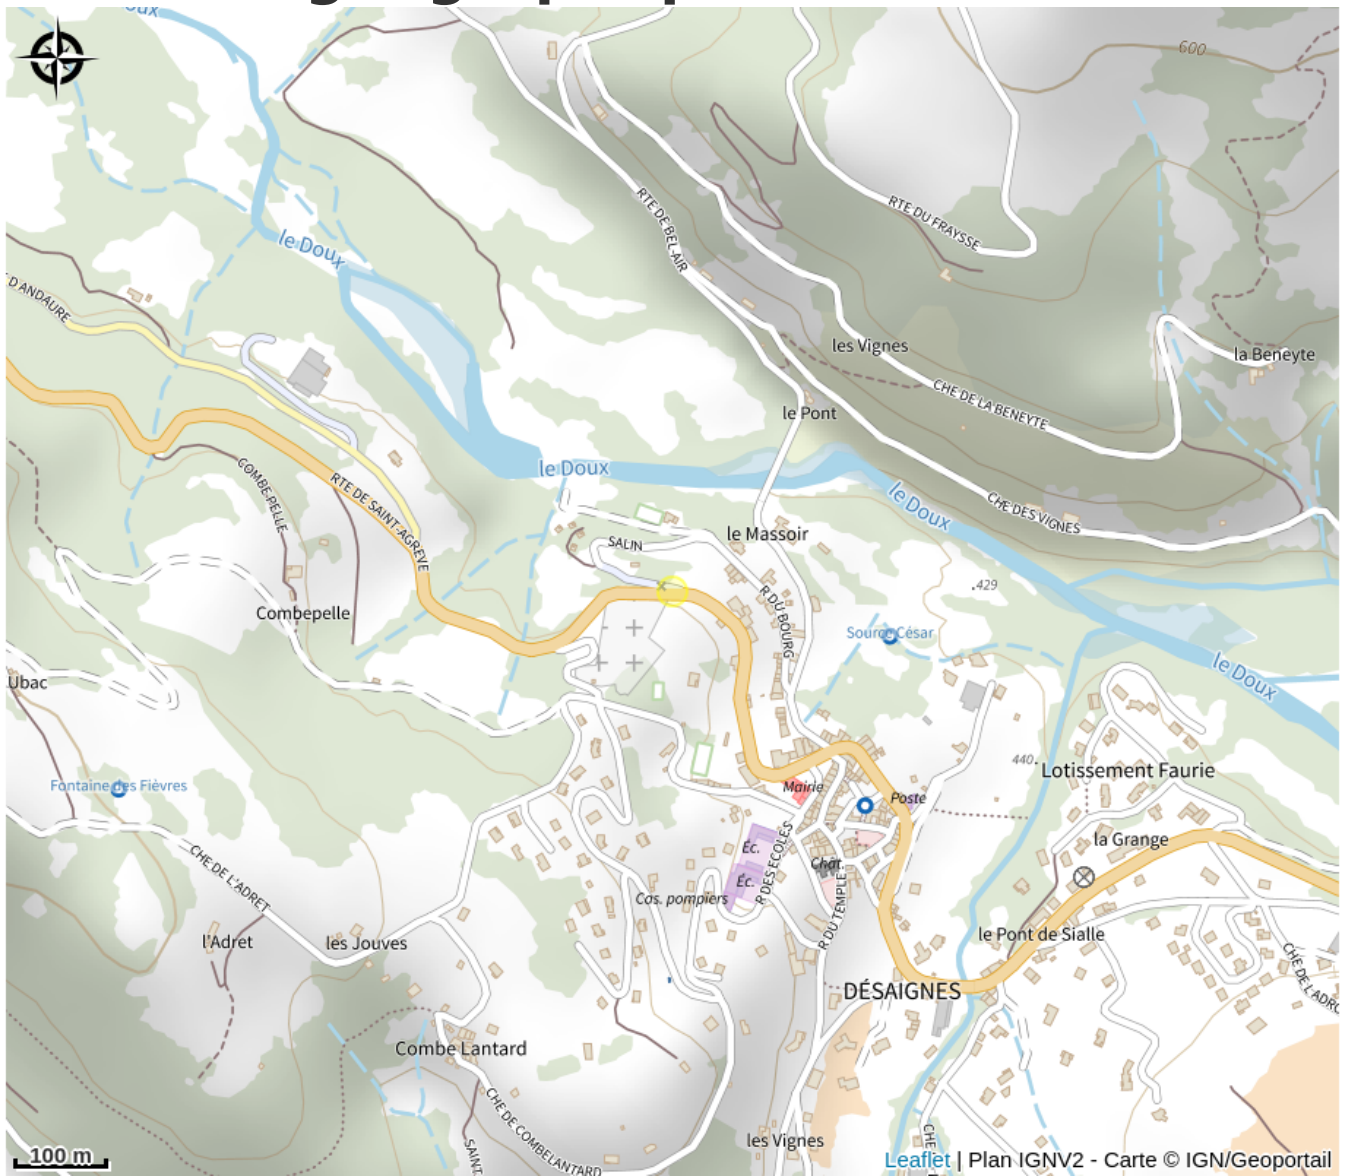 le Doux
600
RTE DE BEL-AIR
RTE DU FRAYSSE
D'ANDAURE
les Vignes
la Beneyte
CHE DE LA BENEYTE
le Pont
le Doux
COMBE-PELLE
RTE DE SAINT-AGRÈVE
le Doux
CHE DES VIGNES
le Massoir
SALIN
R DU BOURG
429
Combepelle
Source César
le Doux
Ubac
Fontaine des Fièvres
440
Lotissement Faurie
Mairie
Poste
la Grange
Éc.
Éc.
R DES ECOLES
Chât.
Cas. pompiers
R DU TEMPLE
CHE DE L'ADRET
l'Adret
les Jouves
le Pont de Sialle
DÉSAIGNES
Combe Lantard
CHE DE COMBELANTARD
les Vignes
CHE
100 m
Leaflet | Plan IGNV2 - Carte © IGN/Geoportail